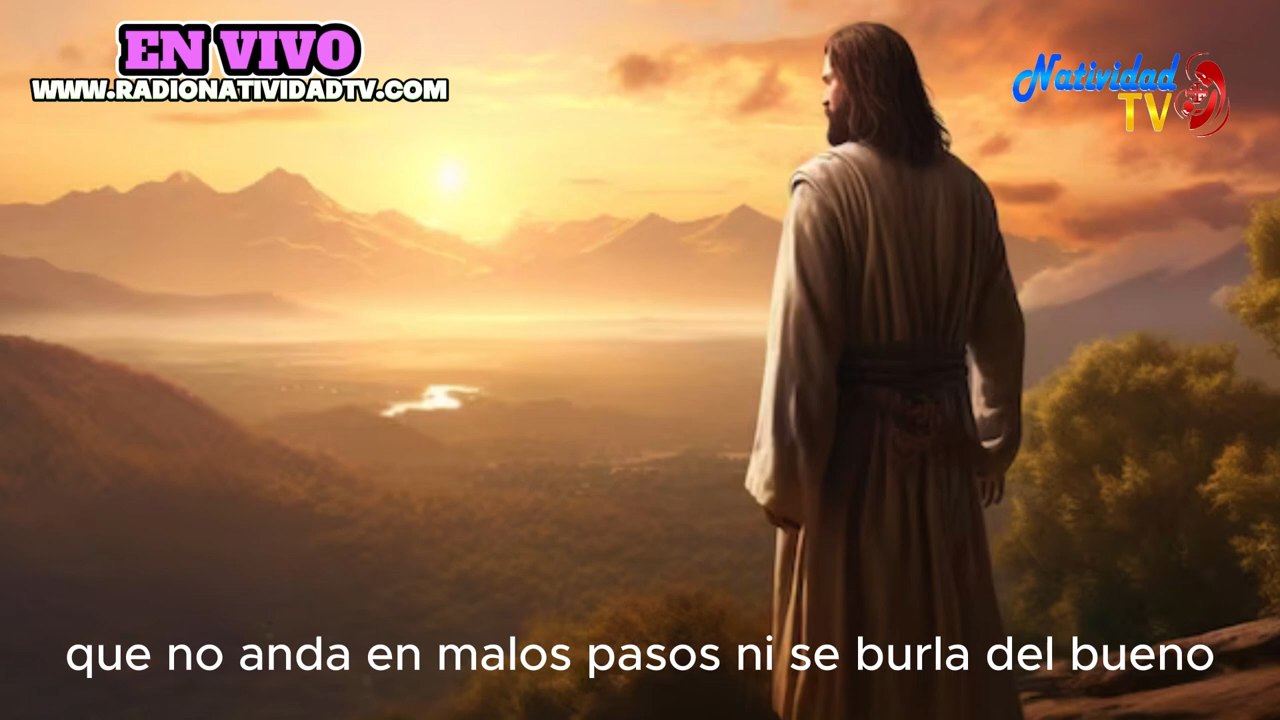 EN VIVO
WWW.RADIONATIVIDADTV.COM
Natividad
TV
que no anda en malos pasos ni se burla del bueno